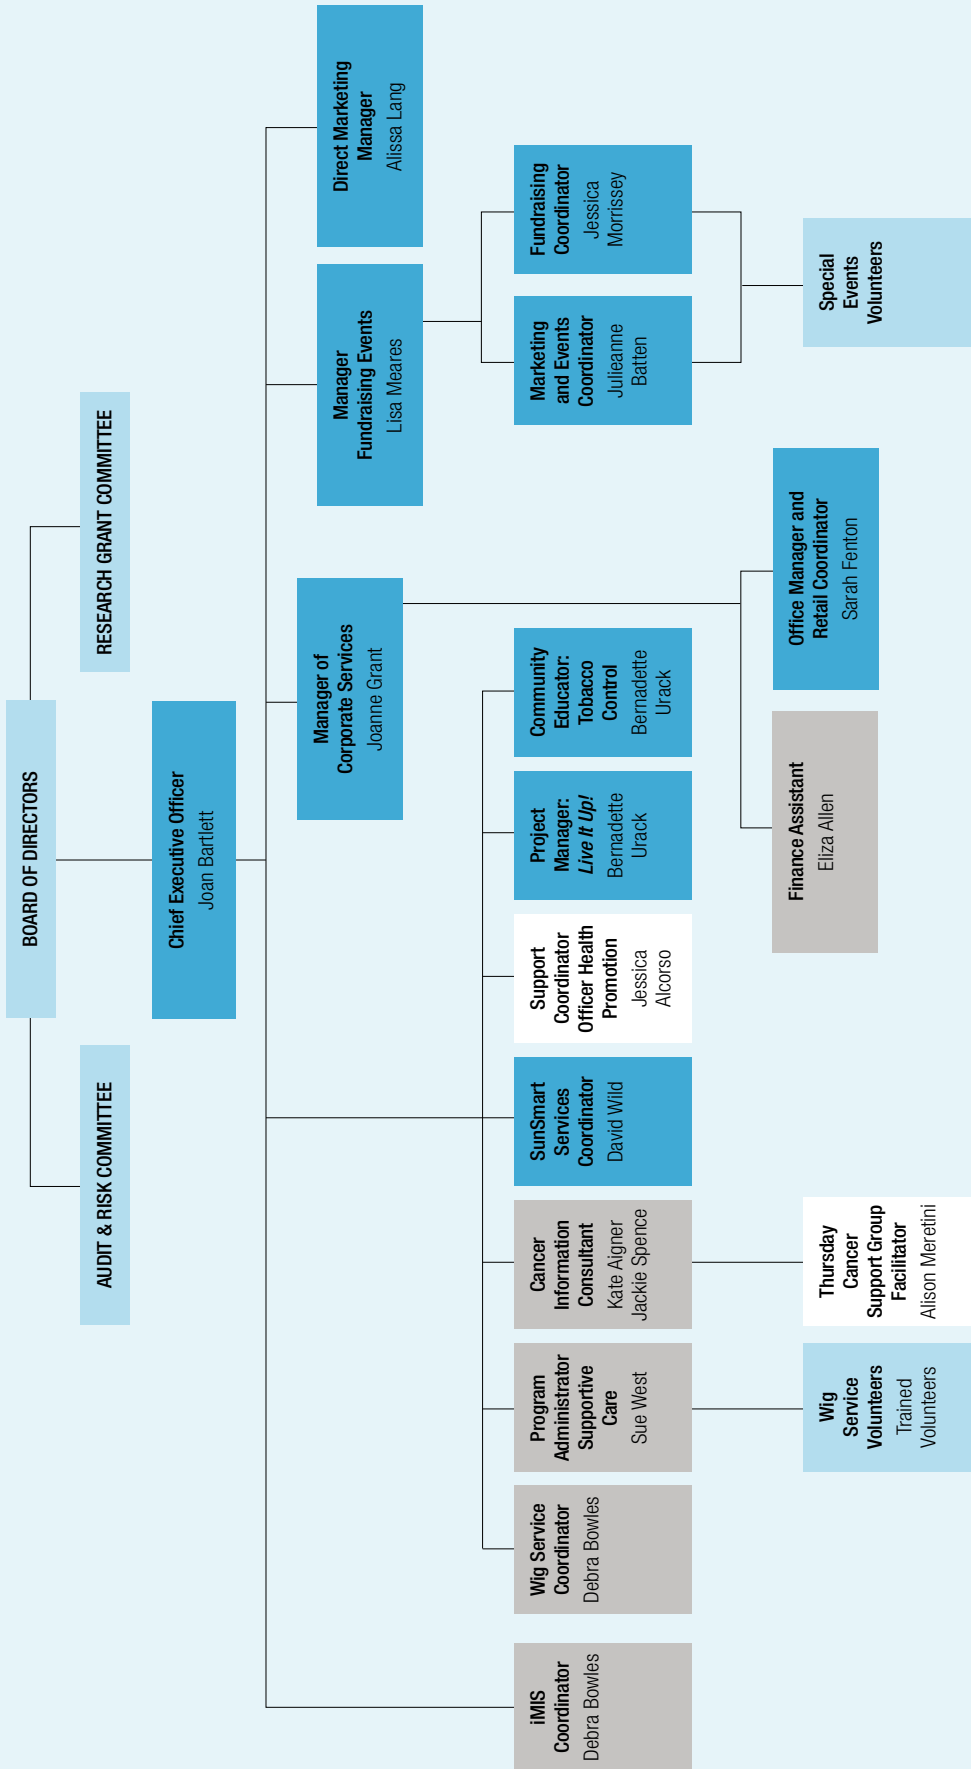 BOARD OF DIRECTORS
AUDIT & RISK COMMITTEE
RESEARCH GRANT COMMITTEE
Chief Executive Officer
Joan Bartlett
Manager of
Corporate Services
Joanne Grant
Manager
Fundraising Events
Lisa Meares
Direct Marketing
Manager
Alissa Lang
iMIS
Coordinator
Debra Bowles
Wig Service
Coordinator
Debra Bowles
Program
Administrator
Supportive
Care
Sue West
Cancer
Information
Consultant
Kate Aigner
Jackie Spence
SunSmart
Services
Coordinator
David Wild
Support
Coordinator
Officer Health
Promotion
Jessica
Alcorso
Project
Manager:
Live It Up!
Bernadette
Urack
Community
Educator:
Tobacco
Control
Bernadette
Urack
Marketing
and Events
Coordinator
Julieanne
Batten
Fundraising
Coordinator
Jessica
Morrissey
Finance Assistant
Eliza Allen
Office Manager and
Retail Coordinator
Sarah Fenton
Wig
Service
Volunteers
Trained
Volunteers
Thursday
Cancer
Support Group
Facilitator
Alison Meretini
Special
Events
Volunteers